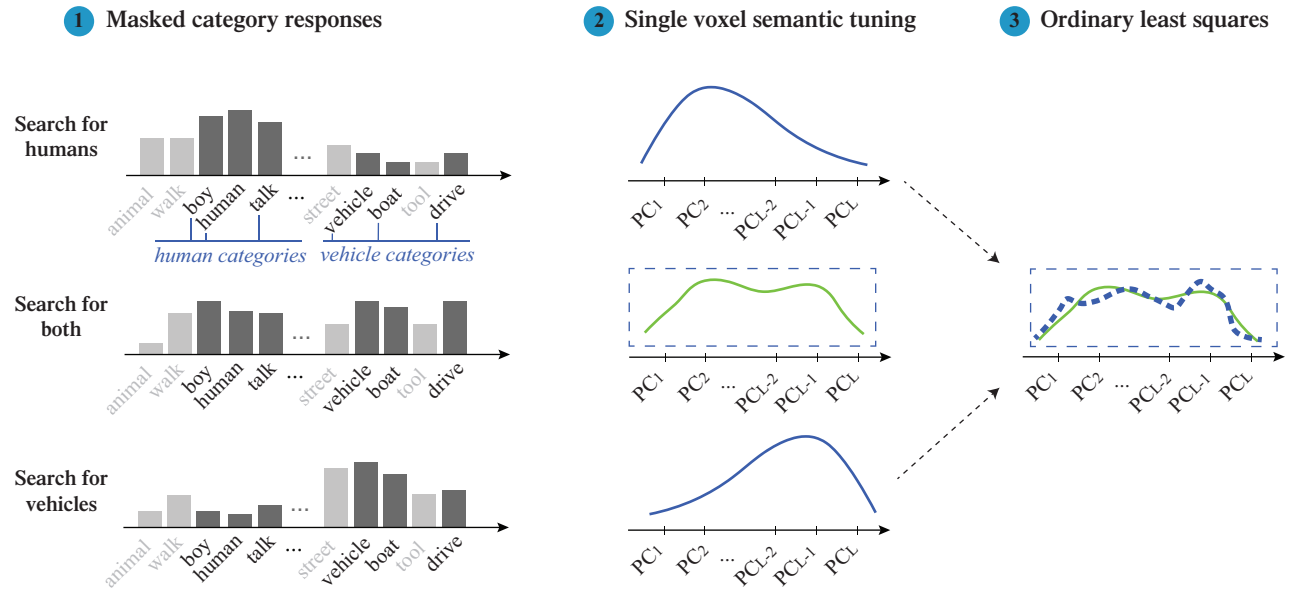 1 Masked category responses
2 Single voxel semantic tuning
3 Ordinary least squares
Search for
humans
animal walk boy human talk ... street vehicle boat tool drive
...
human categories vehicle categories
PC1 PC2 ... PCL-2 PCL-1 PCL
Search for
both
animal walk boy human talk ... street vehicle boat tool drive
...
PC1 PC2 ... PCL-2 PCL-1 PCL
PC1 PC2 ... PCL-2 PCL-1 PCL
Search for
vehicles
animal walk boy human talk ... street vehicle boat tool drive
...
PC1 PC2 ... PCL-2 PCL-1 PCL